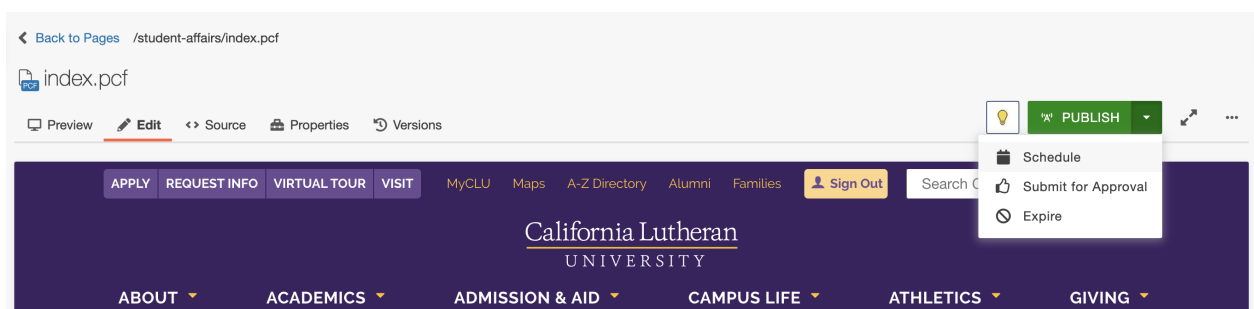 Back to Pages /student-affairs/index.pcf
PCF index.pcf
Preview Edit Source Properties Versions PUBLISH
Schedule
Submit for Approval
Expire
APPLY REQUEST INFO VIRTUAL TOUR VISIT MyCLU Maps A-Z Directory Alumni Families Sign Out Search
California Lutheran
UNIVERSITY
ABOUT ACADEMICS ADMISSION & AID CAMPUS LIFE ATHLETICS GIVING